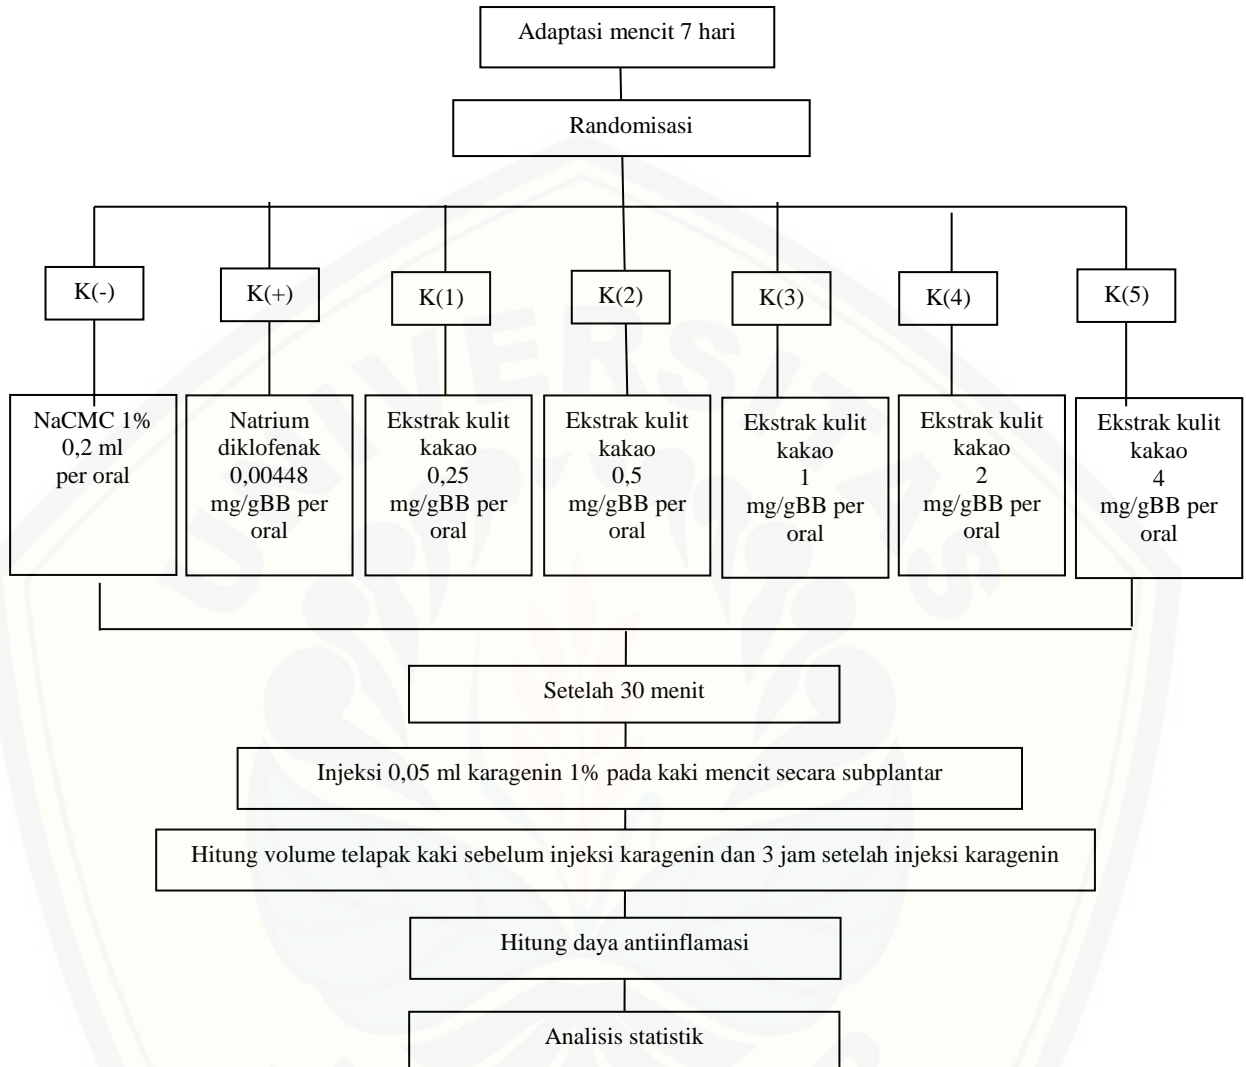 Adaptasi mencit 7 hari
Randomisasi
K(-)
K(+)
K(1)
K(2)
K(3)
K(4)
K(5)
NaCMC 1%
0,2 ml
per oral
Natrium
diklofenak
0,00448
mg/gBB per
oral
Ekstrak kulit
kakao
0,25
mg/gBB per
oral
Ekstrak kulit
kakao
0,5
mg/gBB per
oral
Ekstrak kulit
kakao
1
mg/gBB per
oral
Ekstrak kulit
kakao
2
mg/gBB per
oral
Ekstrak kulit
kakao
4
mg/gBB per
oral
Setelah 30 menit
Injeksi 0,05 ml karagenin 1% pada kaki mencit secara subplantar
Hitung volume telapak kaki sebelum injeksi karagenin dan 3 jam setelah injeksi karagenin
Hitung daya antiinflamasi
Analisis statistik
UNIVERSITAS